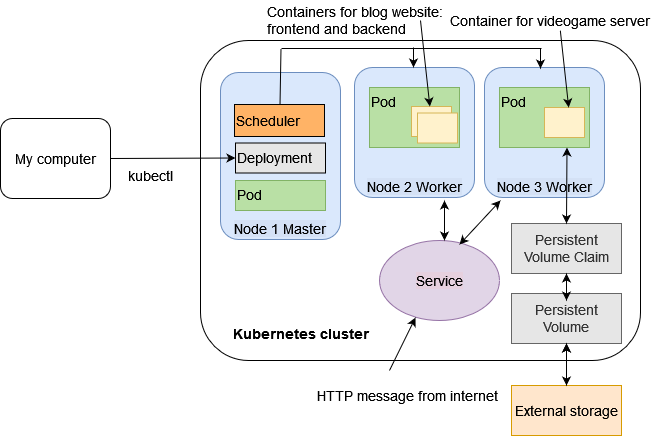 Containers for blog website:
frontend and backend
Container for videogame server
Scheduler
Deployment
Pod
Node 1 Master
Pod
Node 2 Worker
Pod
Node 3 Worker
My computer
kubectl
Persistent
Volume Claim
Service
Persistent
Volume
Kubernetes cluster
HTTP message from internet
External storage